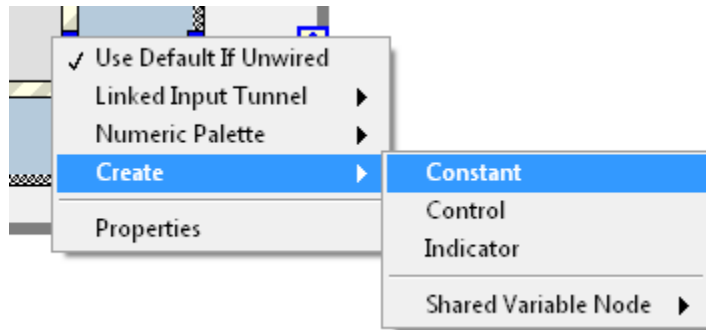 Use Default If Unwired
Linked Input Tunnel
Numeric Palette
Create
Properties
Constant
Control
Indicator
Shared Variable Node